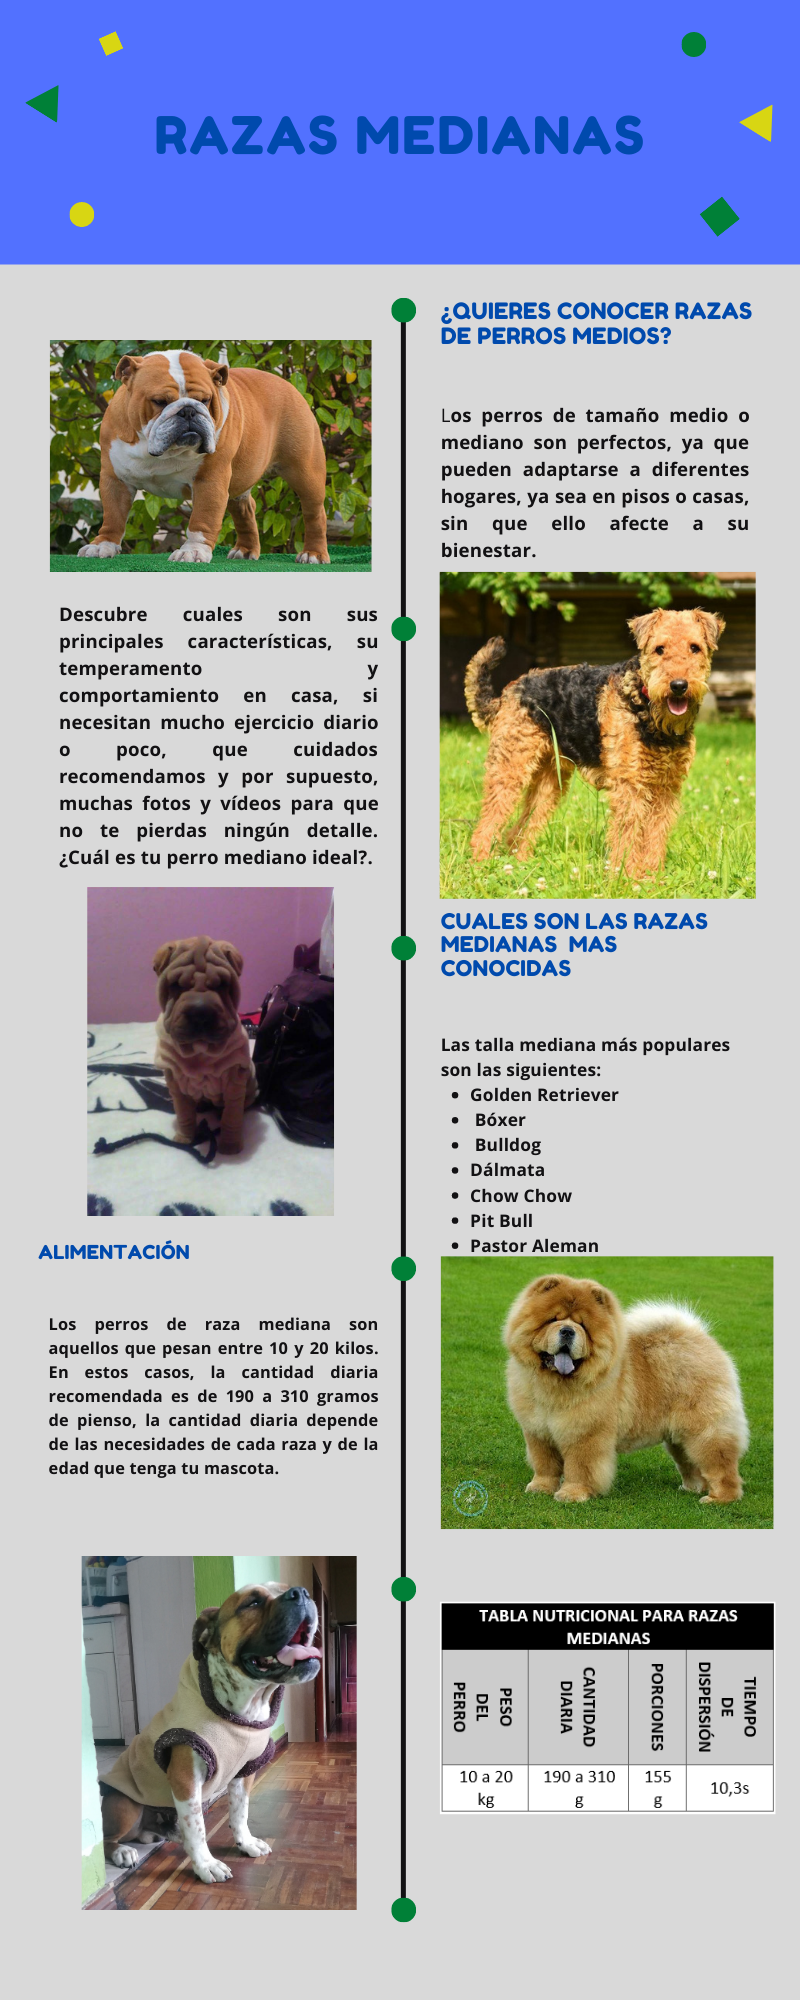 RAZAS MEDIANAS
¿QUIERES CONOCER RAZAS
DE PERROS MEDIOS?
Los perros de tamaño medio o
mediano son perfectos, ya que
pueden adaptarse a diferentes
hogares, ya sea en pisos o casas,
sin que ello afecte a su
bienestar.
Descubre cuales son sus
principales características, su
temperamento y
comportamiento en casa, si
necesitan mucho ejercicio diario
o poco, que cuidados
recomendamos y por supuesto,
muchas fotos y vídeos para que
no te pierdas ningún detalle.
¿Cuál es tu perro mediano ideal?.
CUALES SON LAS RAZAS
MEDIANAS MAS
CONOCIDAS
Las talla mediana más populares
son las siguientes:
Golden Retriever
Bóxer
Bulldog
Dálmata
Chow Chow
Pit Bull
Pastor Aleman
ALIMENTACIÓN
Los perros de raza mediana son
aquellos que pesan entre 10 y 20 kilos.
En estos casos, la cantidad diaria
recomendada es de 190 a 310 gramos
de pienso, la cantidad diaria depende
de las necesidades de cada raza y de la
edad que tenga tu mascota.
TABLA NUTRICIONAL PARA RAZAS
MEDIANAS
PESO
DEL
PERRO
CANTIDAD
DIARIA
PORCIONES
TIEMPO
DE
DISPERSIÓN
10 a 20
kg
190 a 310
g
155
g
10,3s